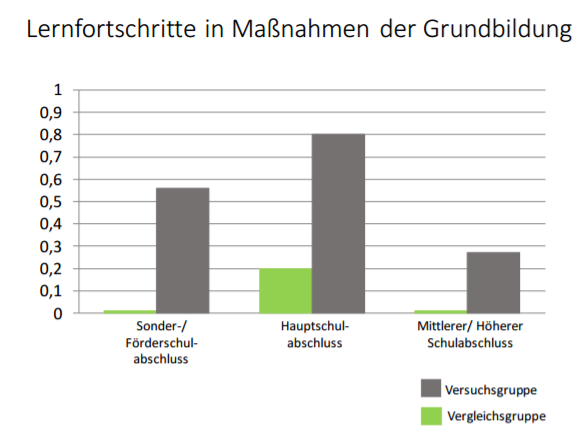 Lernfortschritte in Maßnahmen der Grundbildung
1
0,9
0,8
0,7
0,6
0,5
0,4
0,3
0,2
0,1
0
Sonder-/
Förderschul-
abschluss
Hauptschul-
abschluss
Mittlerer/ Höherer
Schulabschluss
Versuchsgruppe
Vergleichsgruppe